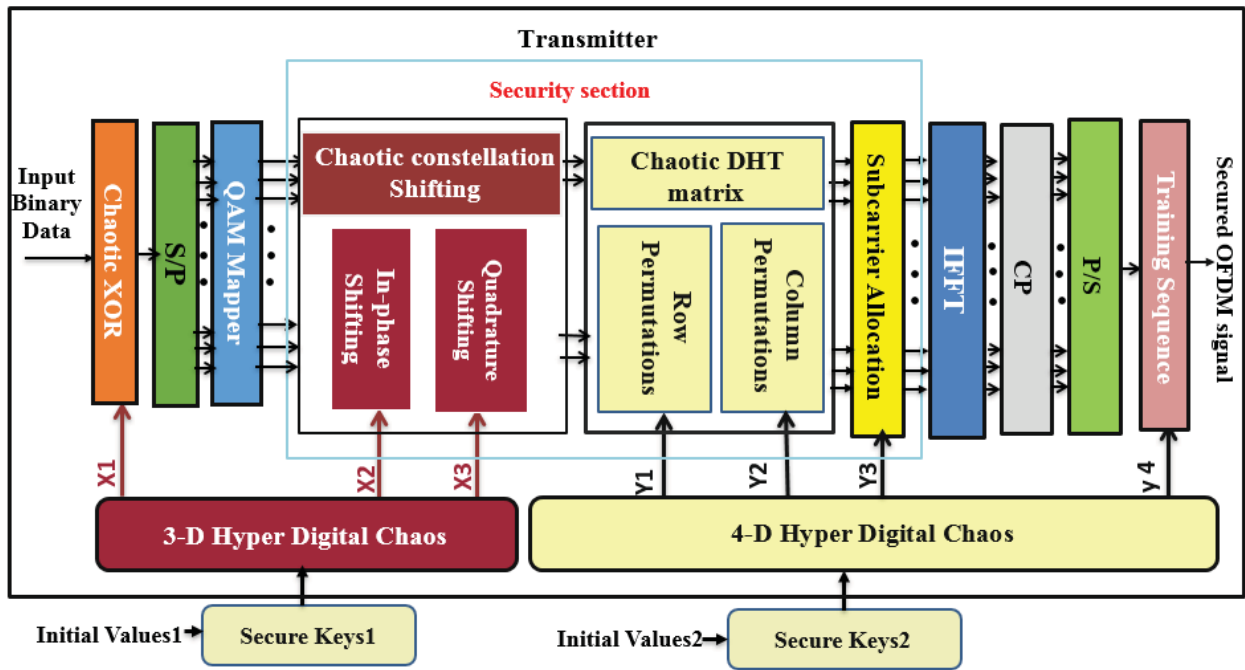 Transmitter
Security section
Input
Binary
Data
Chaotic XOR
S/P
QAM Mapper
Chaotic constellation
Shifting
In-phase
Shifting
Quadrature
Shifting
Chaotic DHT
matrix
Row
Permutations
Column
Permutations
Subcarrier Allocation
IFFT
CP
P/S
Training Sequence
Secured OFDM signal
X1
X2
X3
Y1
Y2
Y3
y 4
3-D Hyper Digital Chaos
4-D Hyper Digital Chaos
Initial Values1
Secure Keys1
Initial Values2
Secure Keys2